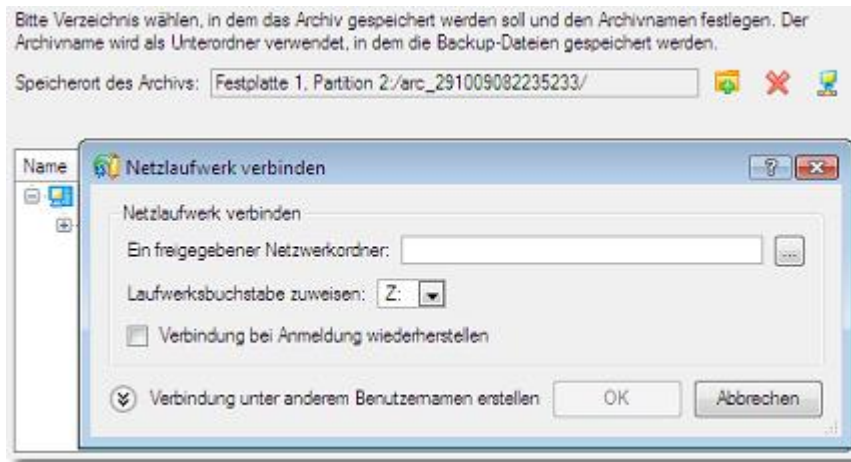 Bitte Verzeichnis wählen, in dem das Archiv gespeichert werden soll und den Archivnamen festlegen. Der
Archivname wird als Unterordner verwendet, in dem die Backup-Dateien gespeichert werden.
Speicherort des Archivs: Festplatte 1, Partition 2:/arc_291009082235233/
Name
Netzlaufwerk verbinden
Netzlaufwerk verbinden
Ein freigegebener Netzwerkordner: ...
Laufwerksbuchstabe zuweisen: Z:
Verbindung bei Anmeldung wiederherstellen
Verbindung unter anderem Benutzernamen erstellen OK Abbrechen